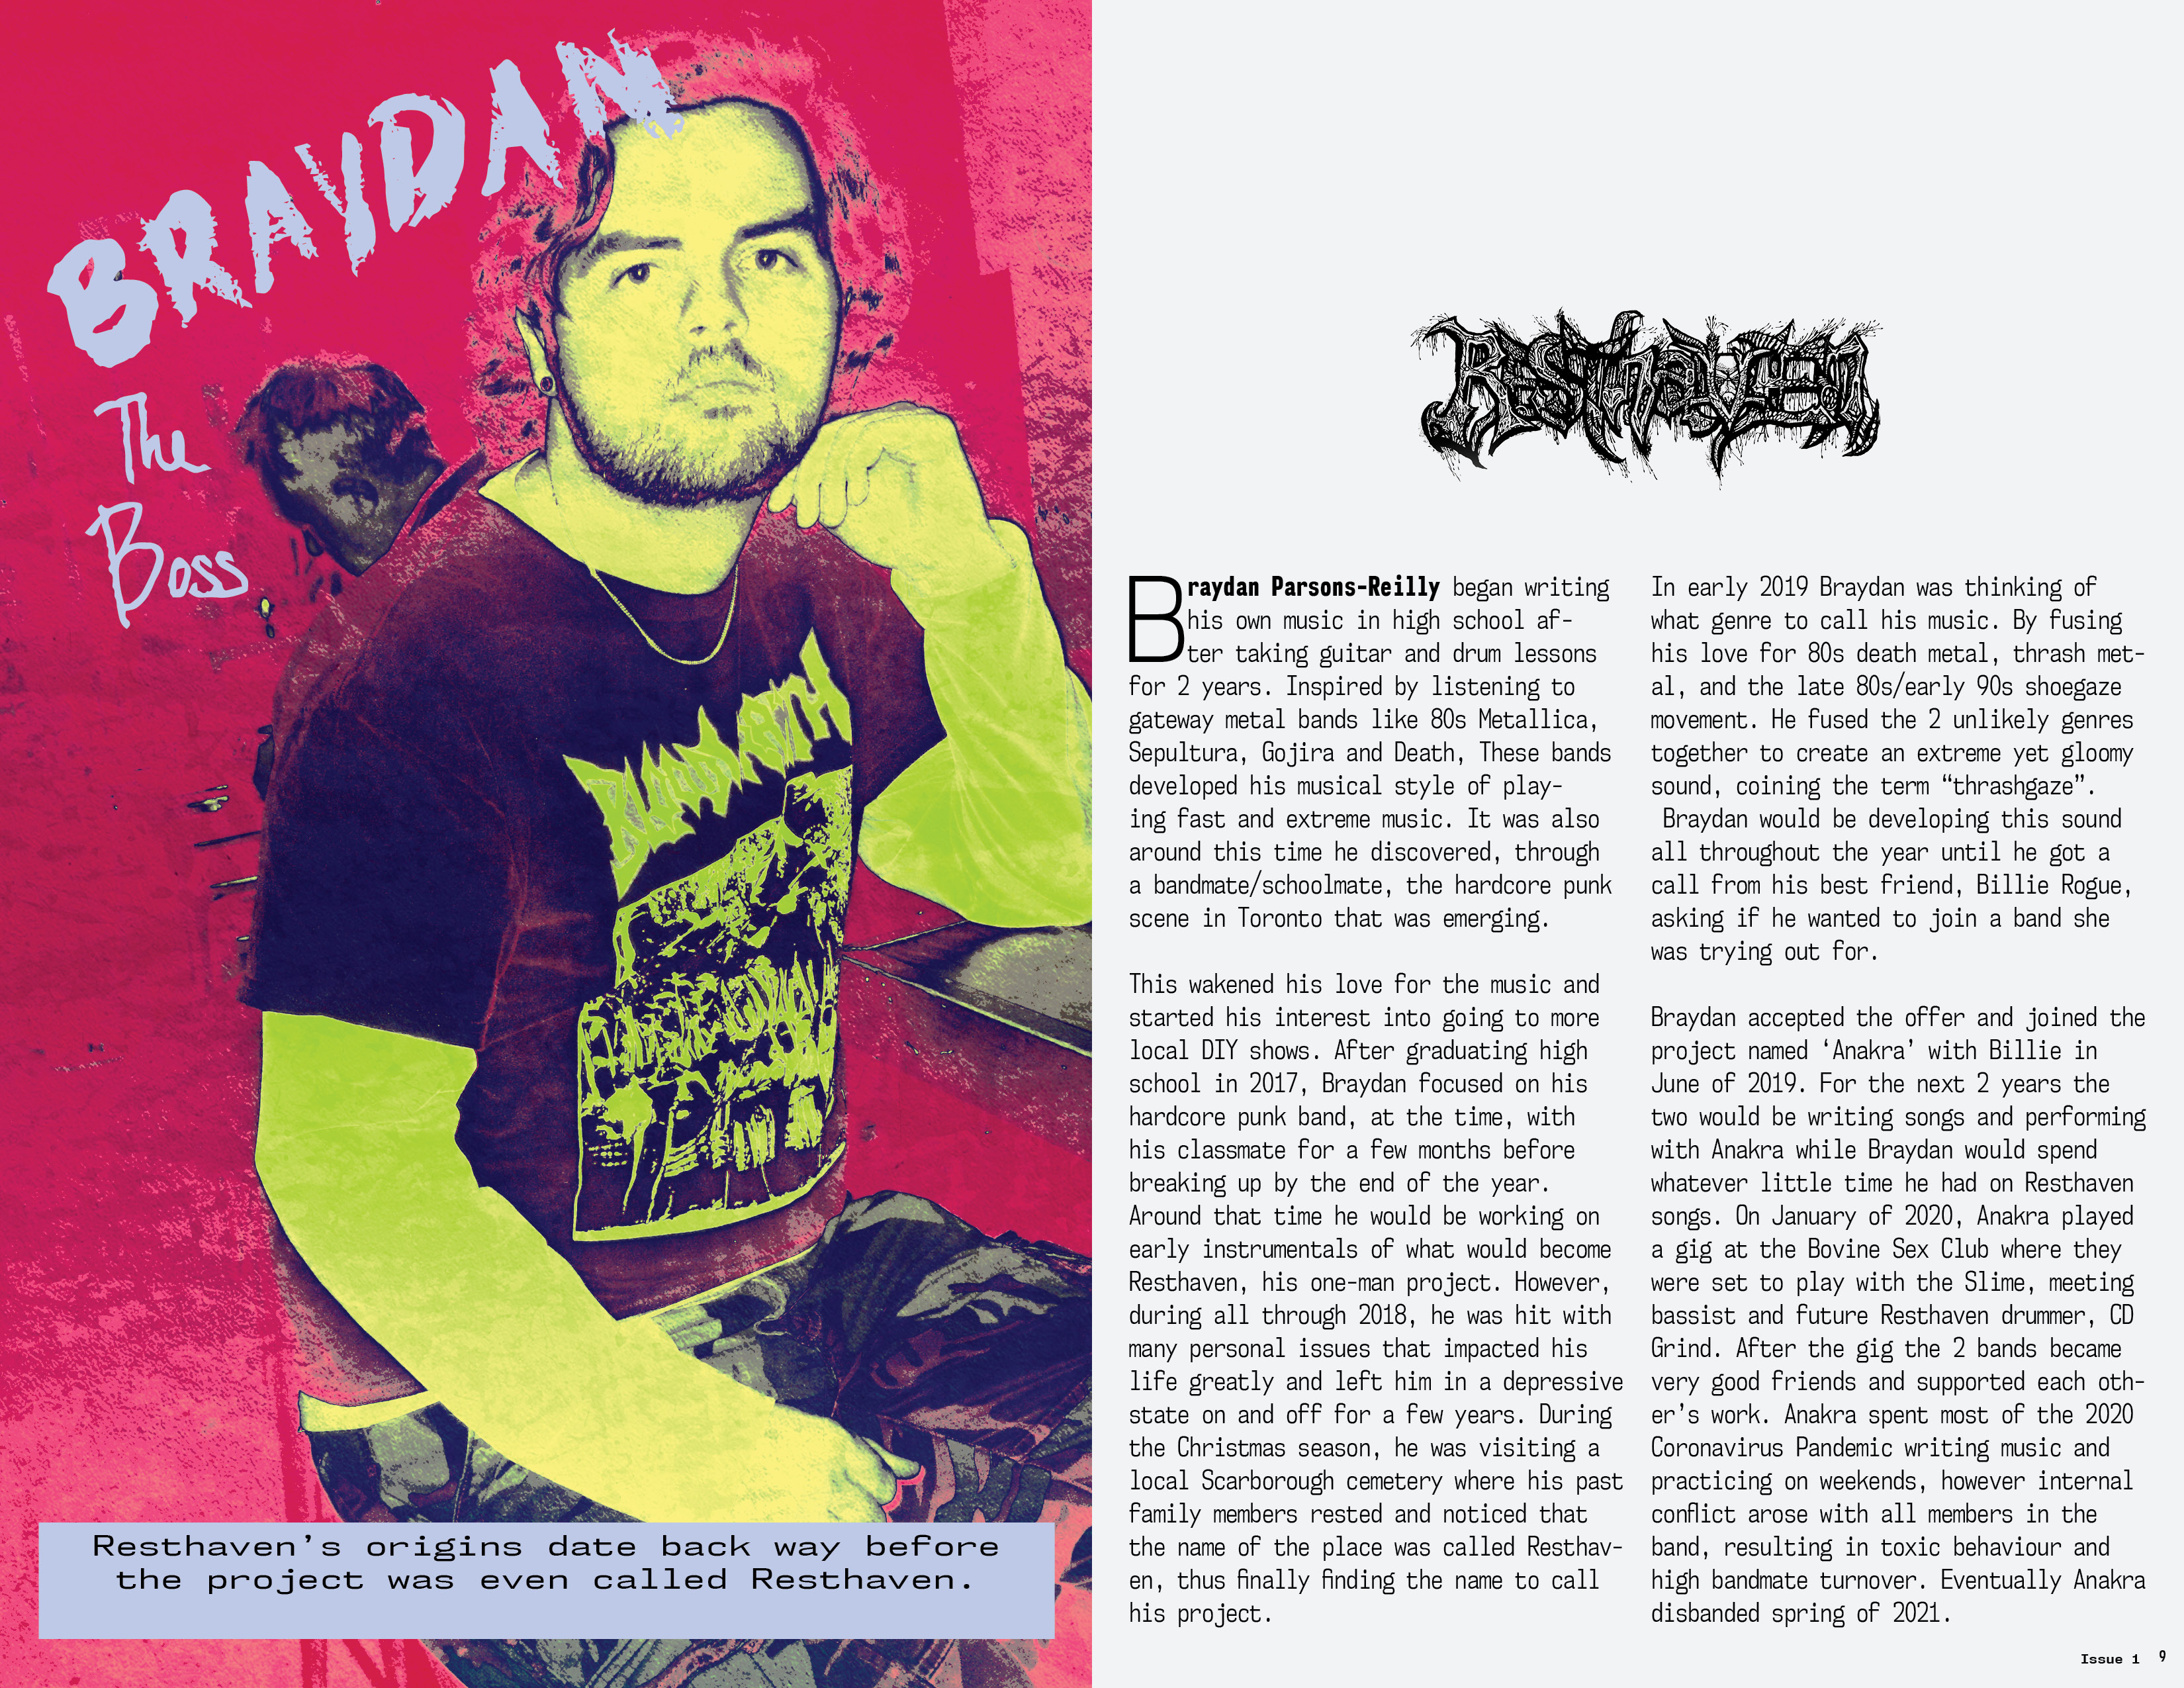 BRAYDAN
The
Boss
BLOODBATH
Resthaven's origins date back way before
the project was even called Resthaven.
Resthaven
Braydan Parsons-Reilly began writing
his own music in high school af-
ter taking guitar and drum lessons
for 2 years. Inspired by listening to
gateway metal bands like 80s Metallica,
Sepultura, Gojira and Death, These bands
developed his musical style of play-
ing fast and extreme music. It was also
around this time he discovered, through
a bandmate/schoolmate, the hardcore punk
scene in Toronto that was emerging.
This wakened his love for the music and
started his interest into going to more
local DIY shows. After graduating high
school in 2017, Braydan focused on his
hardcore punk band, at the time, with
his classmate for a few months before
breaking up by the end of the year.
Around that time he would be working on
early instrumentals of what would become
Resthaven, his one-man project. However,
during all through 2018, he was hit with
many personal issues that impacted his
life greatly and left him in a depressive
state on and off for a few years. During
the Christmas season, he was visiting a
local Scarborough cemetery where his past
family members rested and noticed that
the name of the place was called Resthav-
en, thus finally finding the name to call
his project.
In early 2019 Braydan was thinking of
what genre to call his music. By fusing
his love for 80s death metal, thrash met-
al, and the late 80s/early 90s shoegaze
movement. He fused the 2 unlikely genres
together to create an extreme yet gloomy
sound, coining the term “thrashgaze”.
Braydan would be developing this sound
all throughout the year until he got a
call from his best friend, Billie Rogue,
asking if he wanted to join a band she
was trying out for.
Braydan accepted the offer and joined the
project named ‘Anakra’ with Billie in
June of 2019. For the next 2 years the
two would be writing songs and performing
with Anakra while Braydan would spend
whatever little time he had on Resthaven
songs. On January of 2020, Anakra played
a gig at the Bovine Sex Club where they
were set to play with the Slime, meeting
bassist and future Resthaven drummer, CD
Grind. After the gig the 2 bands became
very good friends and supported each oth-
er’s work. Anakra spent most of the 2020
Coronavirus Pandemic writing music and
practicing on weekends, however internal
conflict arose with all members in the
band, resulting in toxic behaviour and
high bandmate turnover. Eventually Anakra
disbanded spring of 2021.
Issue 1 9